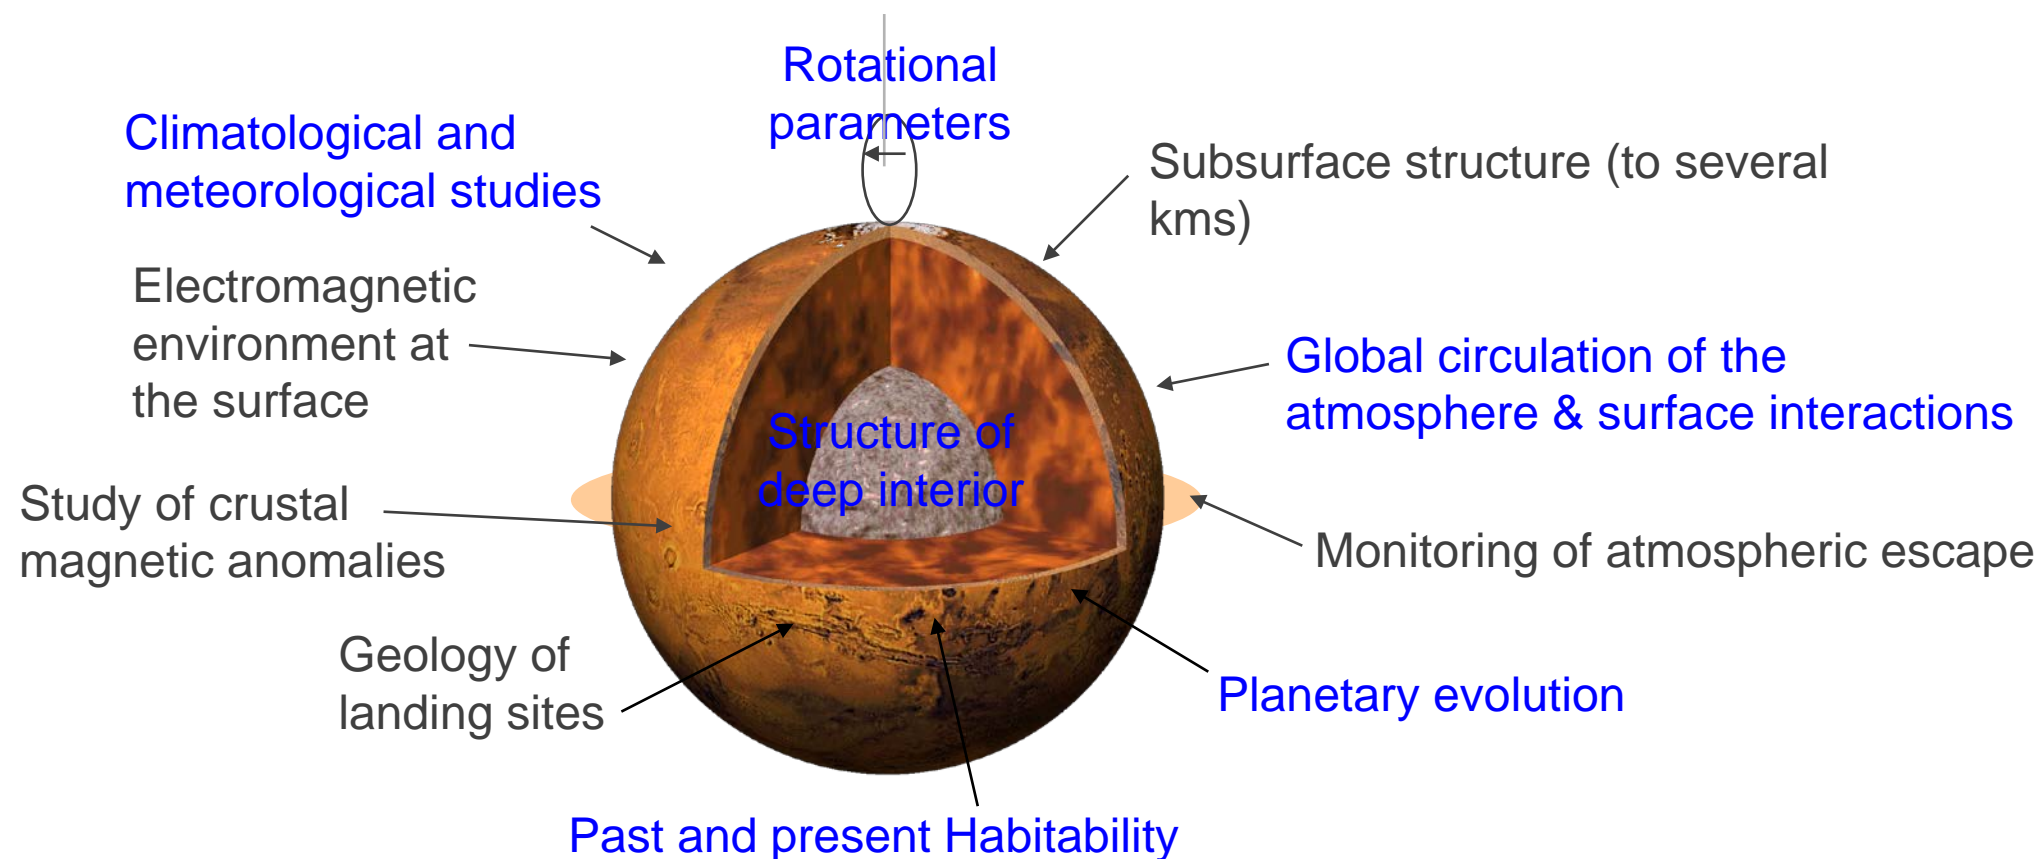 Rotational
parameters
Climatological and
meteorological studies
Subsurface structure (to several
kms)
Electromagnetic
environment at
the surface
Global circulation of the
atmosphere & surface interactions
Structure of
deep interior
Study of crustal
magnetic anomalies
Monitoring of atmospheric escape
Geology of
landing sites
Planetary evolution
Past and present Habitability